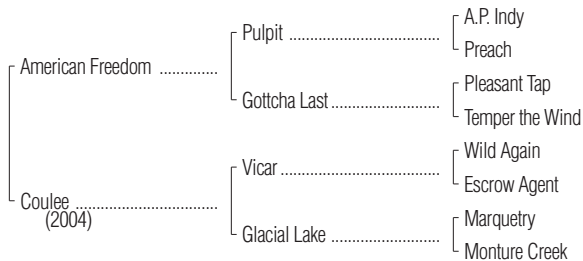 A.P. Indy
Pulpit ..............................
Preach
American Freedom ..............
Pleasant Tap
Gottcha Last ......................
Temper the Wind
Wild Again
Vicar .................................
Escrow Agent
Coulee ...................................
(2004)
Marquetry
Glacial Lake .......................
Monture Creek